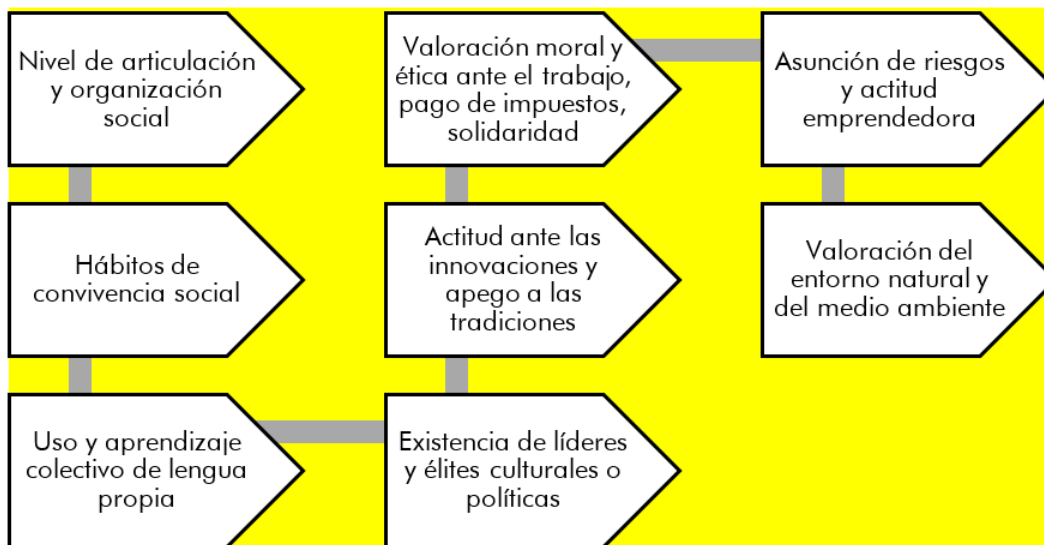 Nivel de articulación
y organización
social
Hábitos de
convivencia social
Uso y aprendizaje
colectivo de lengua
propia
Existencia de líderes
y élites culturales o
políticas
Actitud ante las
innovaciones y
apego a las
tradiciones
Valoración moral y
ética ante el trabajo,
pago de impuestos,
solidaridad
Asunción de riesgos
y actitud
emprendedora
Valoración del
entorno natural y
del medio ambiente